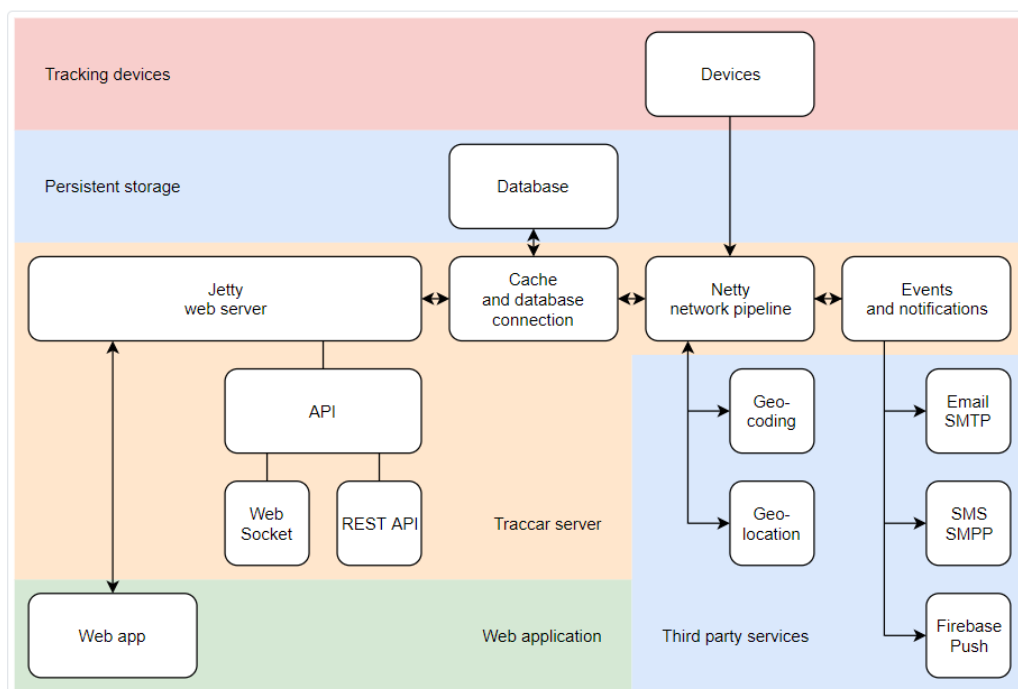 Tracking devices
Devices
Persistent storage
Database
Jetty
web server
Cache
and database
connection
Netty
network pipeline
Events
and notifications
API
Geo-
coding
Email
SMTP
Web
Socket
REST API
Traccar server
Geo-
location
SMS
SMPP
Web app
Web application
Third party services
Firebase
Push